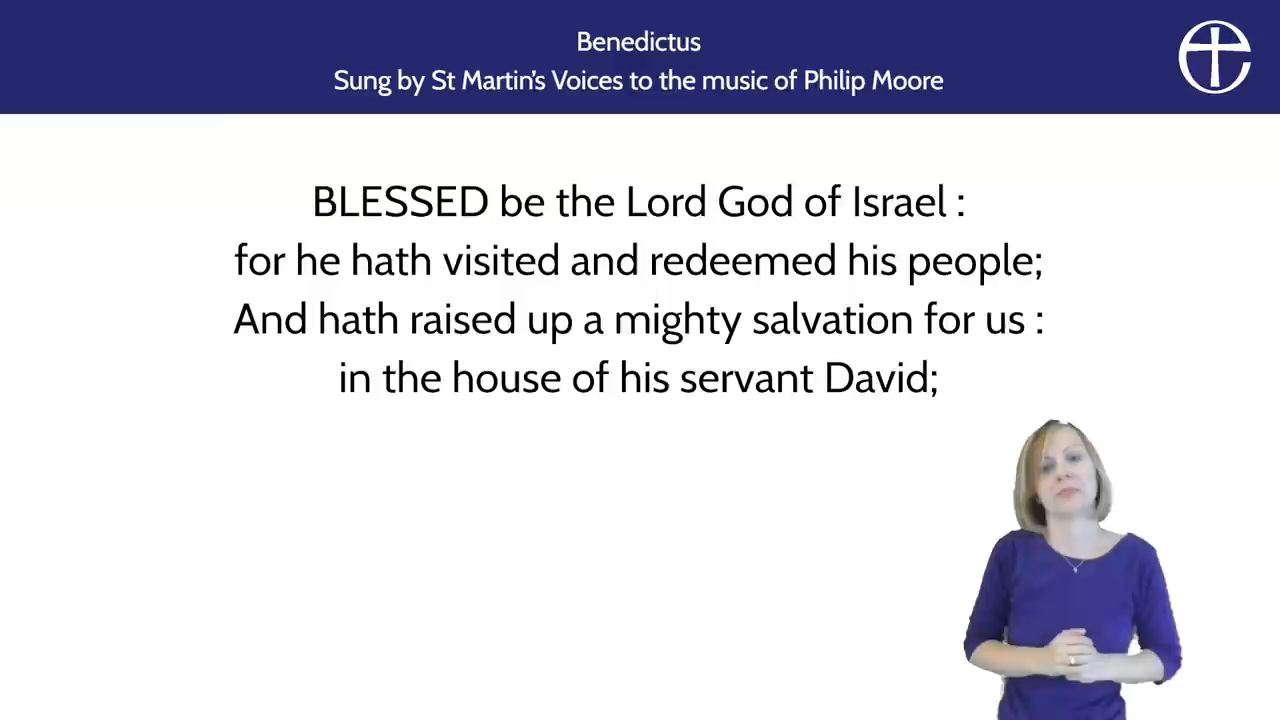 Benedictus
Sung by St Martin's Voices to the music of Philip Moore
BLESSED be the Lord God of Israel :
for he hath visited and redeemed his people;
And hath raised up a mighty salvation for us :
in the house of his servant David;